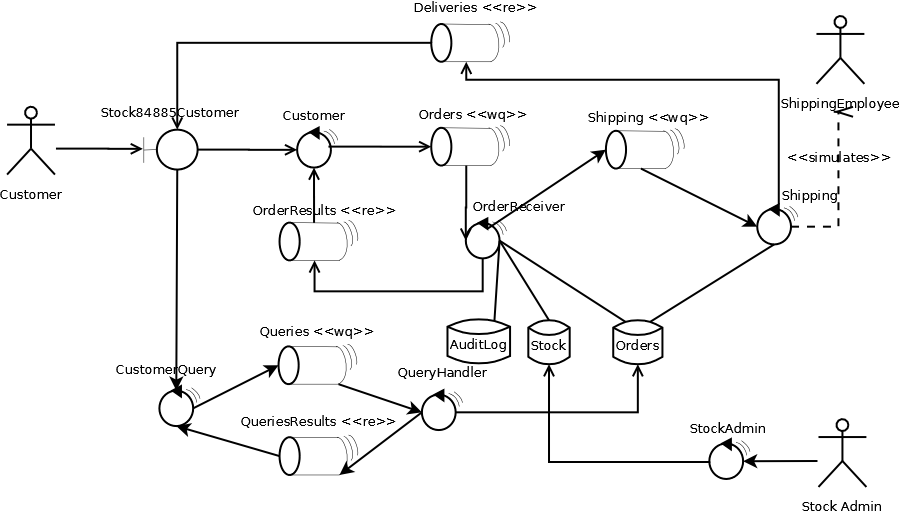 Deliveries <<re>>
ShippingEmployee
Stock84885Customer
Customer
Orders <<wq>>
Shipping <<wq>>
<<simulates>>
Customer
Shipping
OrderResults <<re>>
OrderReceiver
Queries <<wq>>
AuditLog
Stock
Orders
CustomerQuery
QueryHandler
QueriesResults <<re>>
StockAdmin
Stock Admin